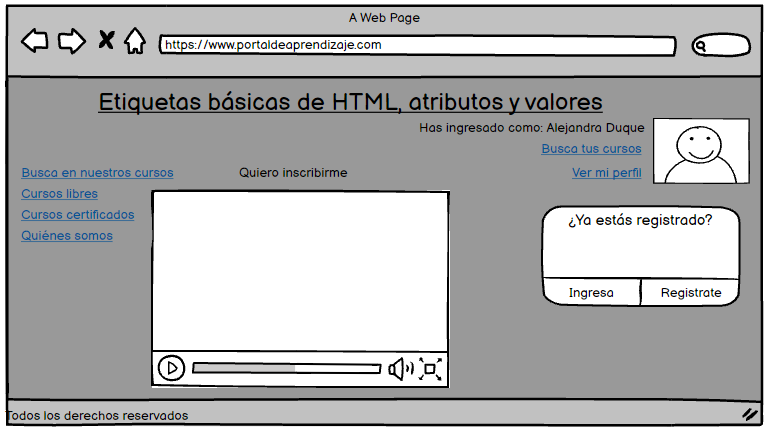 A Web Page
https://www.portaldeaprendizaje.com
Etiquetas básicas de HTML, atributos y valores
Has ingresado como: Alejandra Duque
Busca tus cursos
Ver mi perfil
Busca en nuestros cursos
Cursos libres
Cursos certificados
Quiénes somos
Quiero inscribirme
¿Ya estás registrado?
Ingresa
Registrate
Todos los derechos reservados